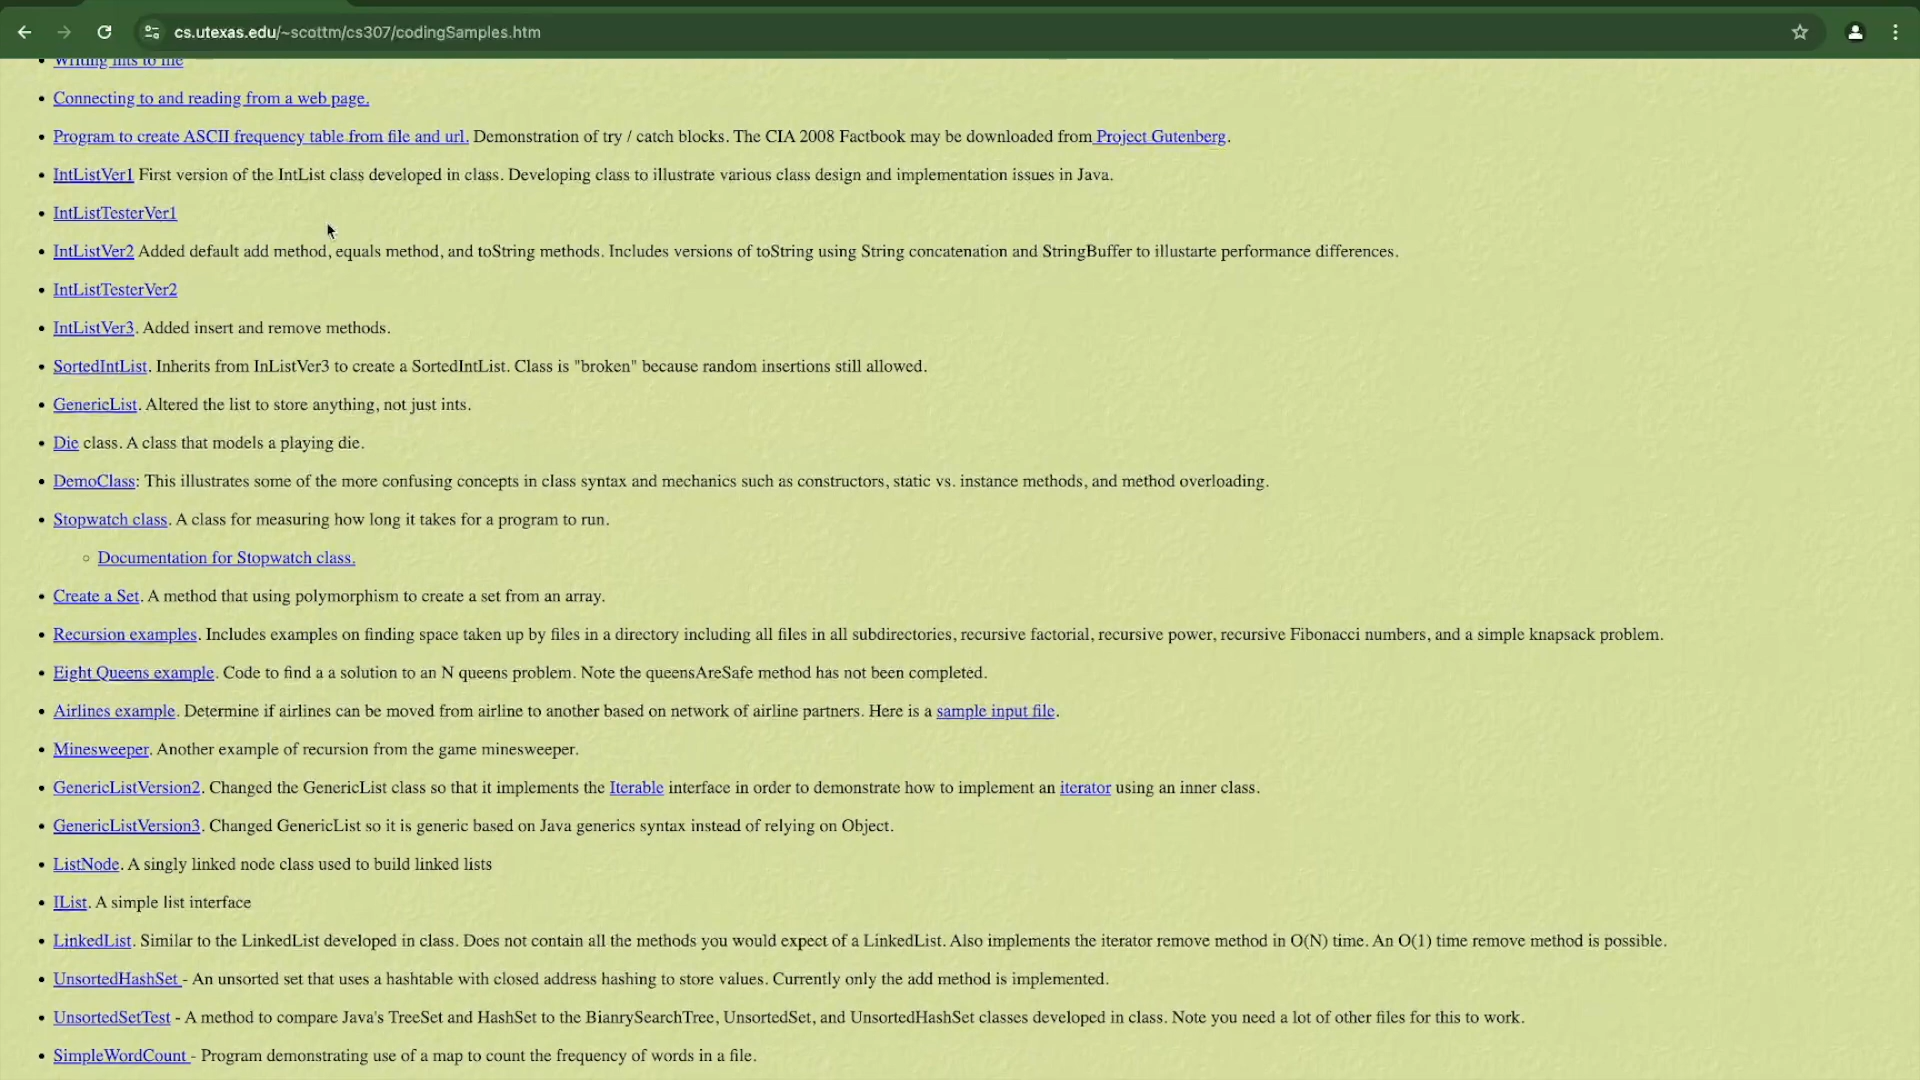 cs.utexas.edu/~scottm/cs307/codingSamples.htm
Writing ints to file
Connecting to and reading from a web page.
Program to create ASCII frequency table from file and url. Demonstration of try / catch blocks. The CIA 2008 Factbook may be downloaded from Project Gutenberg.
IntListVer1 First version of the IntList class developed in class. Developing class to illustrate various class design and implementation issues in Java.
IntListTesterVer1
IntListVer2 Added default add method, equals method, and toString methods. Includes versions of toString using String concatenation and StringBuffer to illustarte performance differences.
IntListTesterVer2
IntListVer3. Added insert and remove methods.
SortedIntList. Inherits from InListVer3 to create a SortedIntList. Class is "broken" because random insertions still allowed.
GenericList. Altered the list to store anything, not just ints.
Die class. A class that models a playing die.
DemoClass: This illustrates some of the more confusing concepts in class syntax and mechanics such as constructors, static vs. instance methods, and method overloading.
Stopwatch class. A class for measuring how long it takes for a program to run.
Documentation for Stopwatch class.
Create a Set. A method that using polymorphism to create a set from an array.
Recursion examples. Includes examples on finding space taken up by files in a directory including all files in all subdirectories, recursive factorial, recursive power, recursive Fibonacci numbers, and a simple knapsack problem.
Eight Queens example. Code to find a a solution to an N queens problem. Note the queensAreSafe method has not been completed.
Airlines example. Determine if airlines can be moved from airline to another based on network of airline partners. Here is a sample input file.
Minesweeper. Another example of recursion from the game minesweeper.
GenericListVersion2. Changed the GenericList class so that it implements the Iterable interface in order to demonstrate how to implement an iterator using an inner class.
GenericListVersion3. Changed GenericList so it is generic based on Java generics syntax instead of relying on Object.
ListNode. A singly linked node class used to build linked lists
IList. A simple list interface
LinkedList. Similar to the LinkedList developed in class. Does not contain all the methods you would expect of a LinkedList. Also implements the iterator remove method in O(N) time. An O(1) time remove method is possible.
UnsortedHashSet - An unsorted set that uses a hashtable with closed address hashing to store values. Currently only the add method is implemented.
UnsortedSetTest - A method to compare Java's TreeSet and HashSet to the BianrySearchTree, UnsortedSet, and UnsortedHashSet classes developed in class. Note you need a lot of other files for this to work.
SimpleWordCount - Program demonstrating use of a map to count the frequency of words in a file.